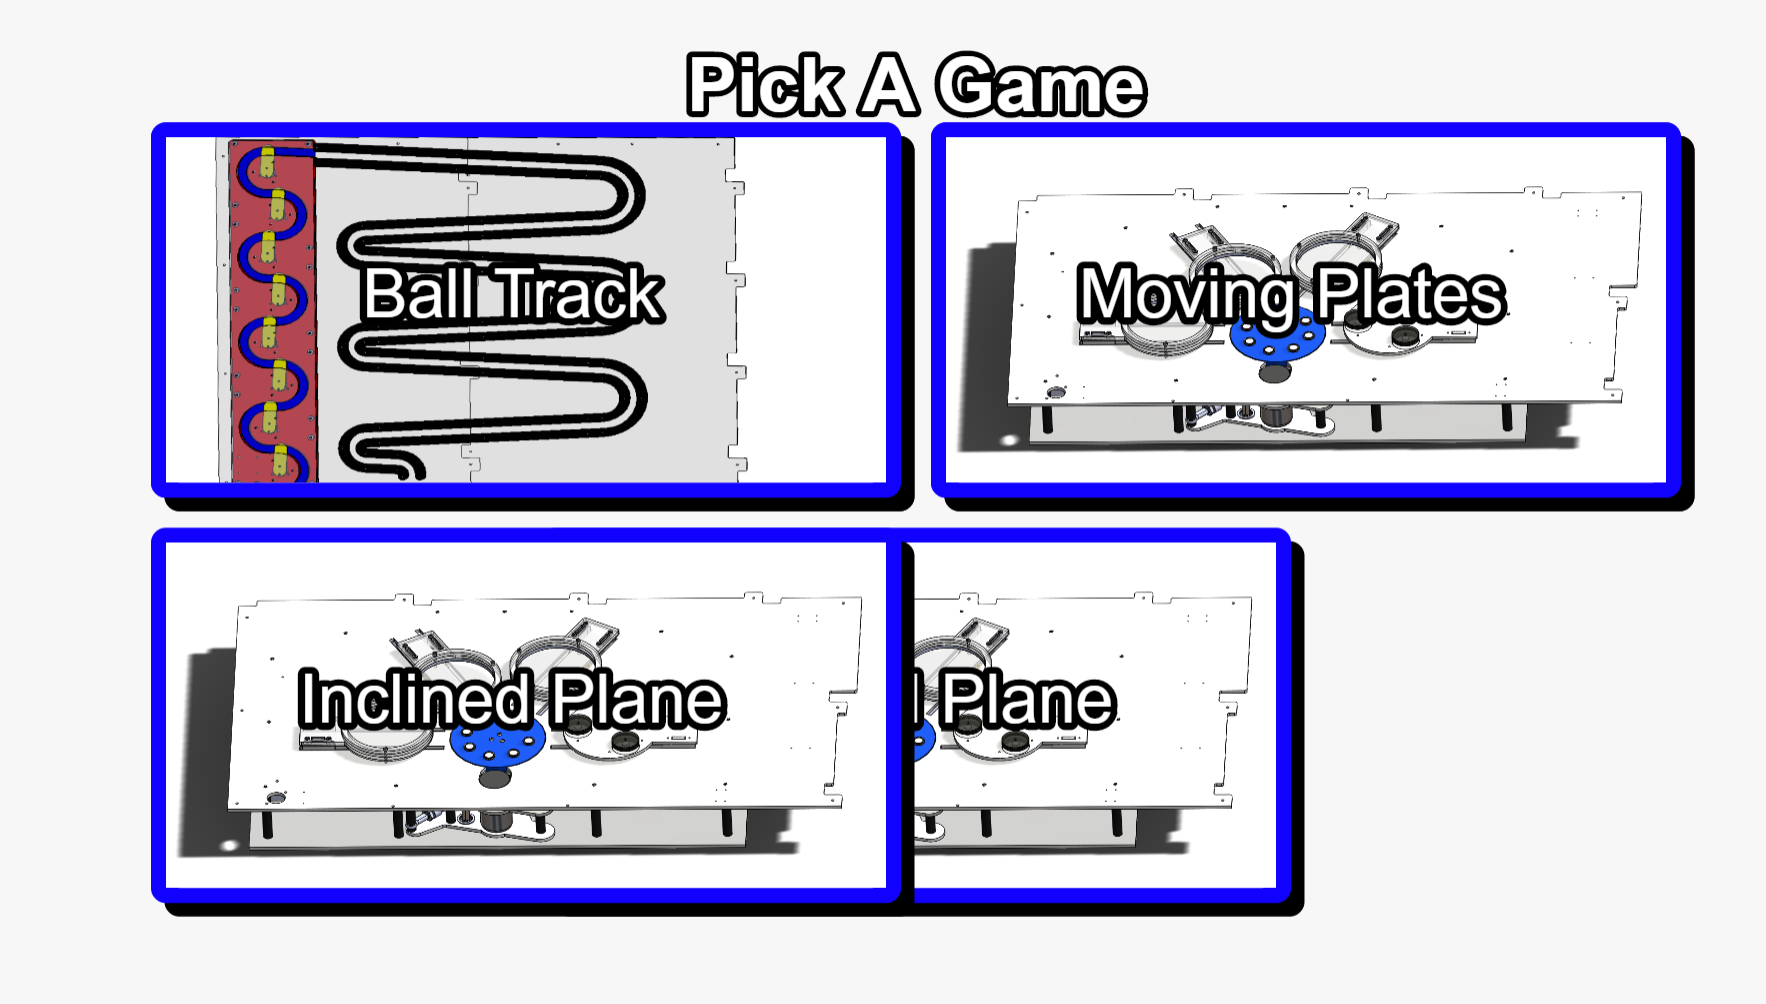 Pick A Game
Ball Track
Moving Plates
Inclined Plane
Plane